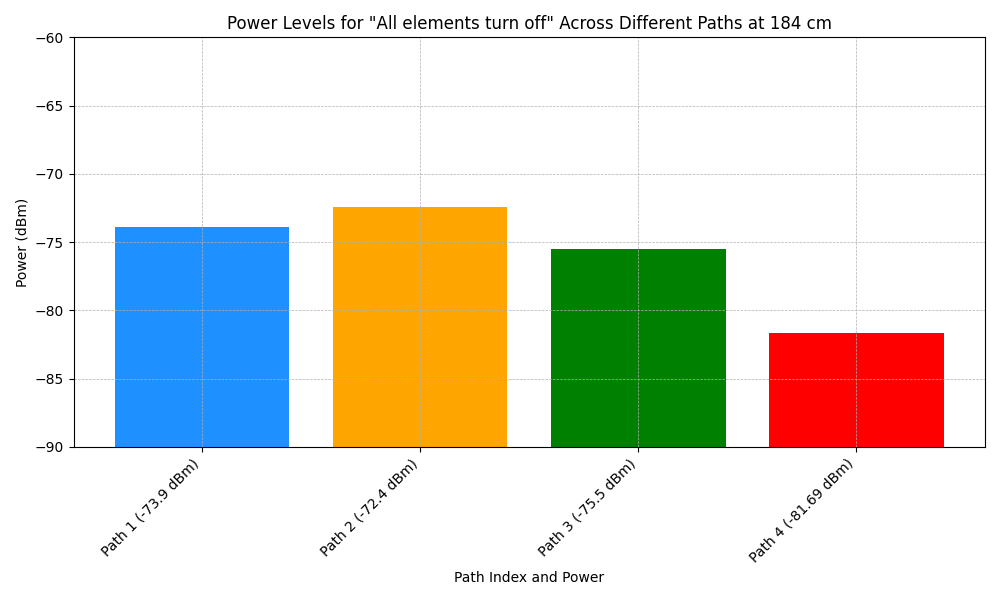 Power Levels for "All elements turn off" Across Different Paths at 184 cm
Power (dBm)
−60
−65
−70
−75
−80
−85
−90
Path 1 (-73.9 dBm)
Path 2 (-72.4 dBm)
Path 3 (-75.5 dBm)
Path 4 (-81.69 dBm)
Path Index and Power